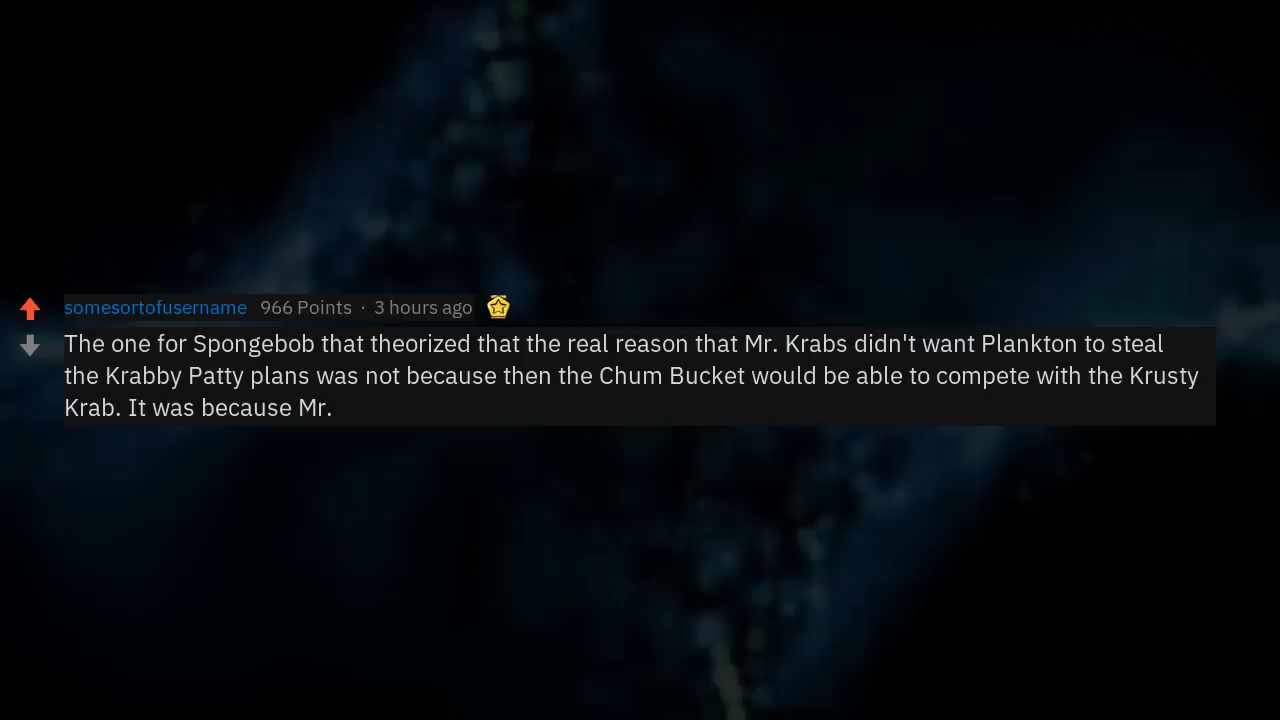 somesortofusername 966 Points · 3 hours ago
The one for Spongebob that theorized that the real reason that Mr. Krabs didn't want Plankton to steal
the Krabby Patty plans was not because then the Chum Bucket would be able to compete with the Krusty
Krab. It was because Mr.